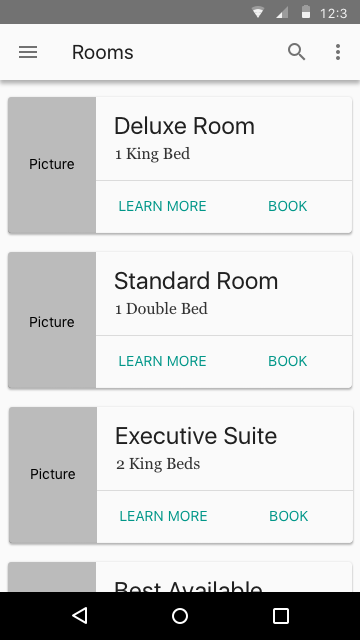 12:3
Rooms
Deluxe Room
1 King Bed
Picture
LEARN MORE BOOK
Standard Room
1 Double Bed
Picture
LEARN MORE BOOK
Executive Suite
2 King Beds
Picture
LEARN MORE BOOK
Best Available